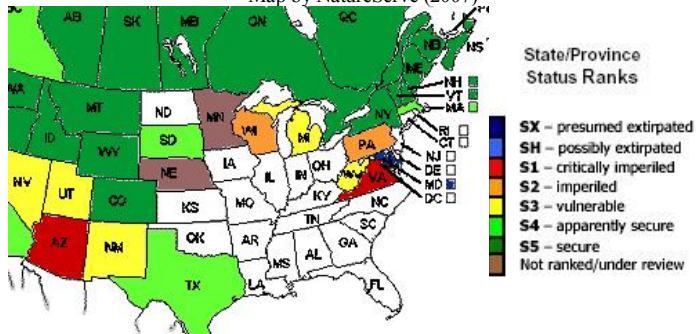 Map by NatureServe (2007)
AB
SK
MB
ON
QC
NB
NS
ME
WA
MT
ND
MN
NH
VT
MA
ID
SD
WI
MI
NY
WY
RI
CT
NE
IA
PA
NJ
NV
UT
CO
IL
IN
OH
DE
MD
DC
KS
MO
KY
WV
VA
AZ
NM
OK
AR
TN
NC
SC
TX
LA
MS
AL
GA
FL
State/Province
Status Ranks
SX – presumed extirpated
SH – possibly extirpated
S1 – critically imperiled
S2 – imperiled
S3 – vulnerable
S4 – apparently secure
S5 – secure
Not ranked/under review